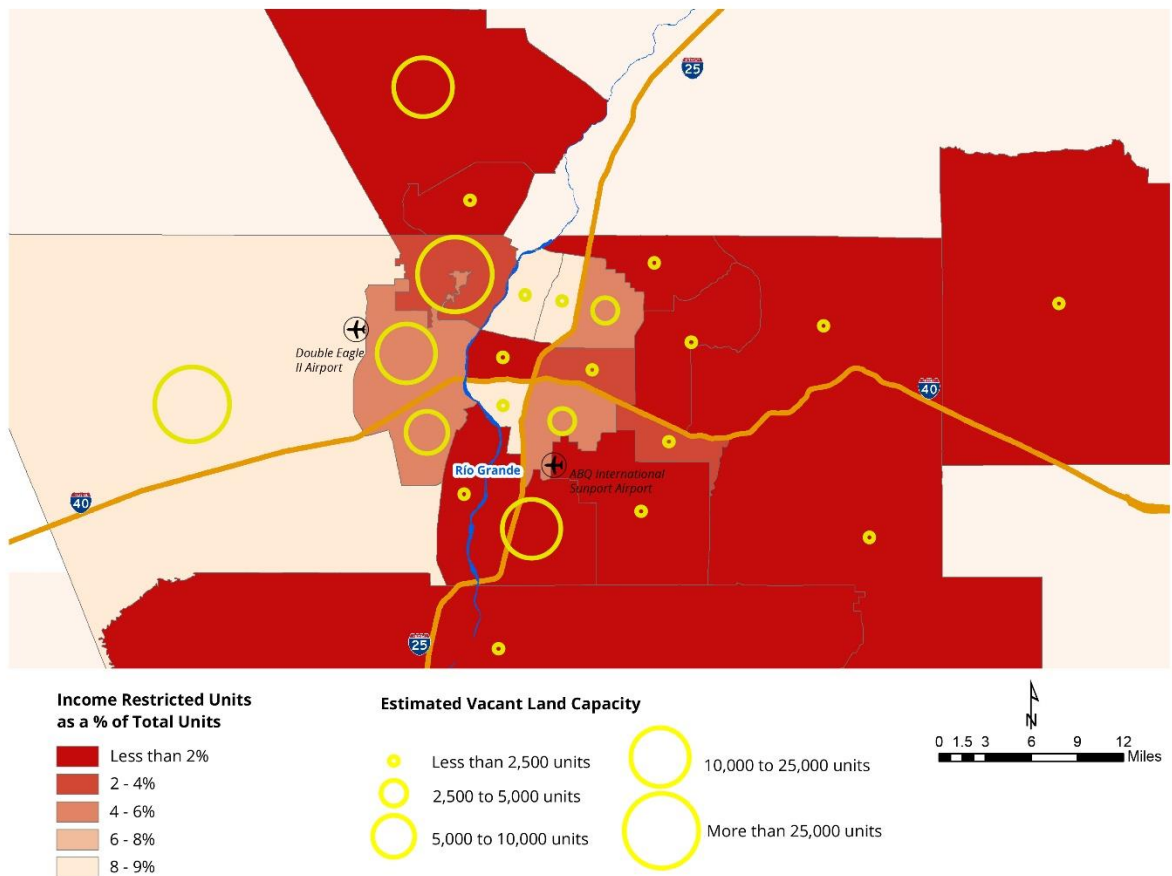 25
Double Eagle
II Airport
40
Río Grande
ABQ International
Sunport Airport
40
25
Income Restricted Units
as a % of Total Units
Less than 2%
2 - 4%
4 - 6%
6 - 8%
8 - 9%
Estimated Vacant Land Capacity
Less than 2,500 units
2,500 to 5,000 units
5,000 to 10,000 units
10,000 to 25,000 units
More than 25,000 units
N
0 1.5 3 6 9 12
Miles